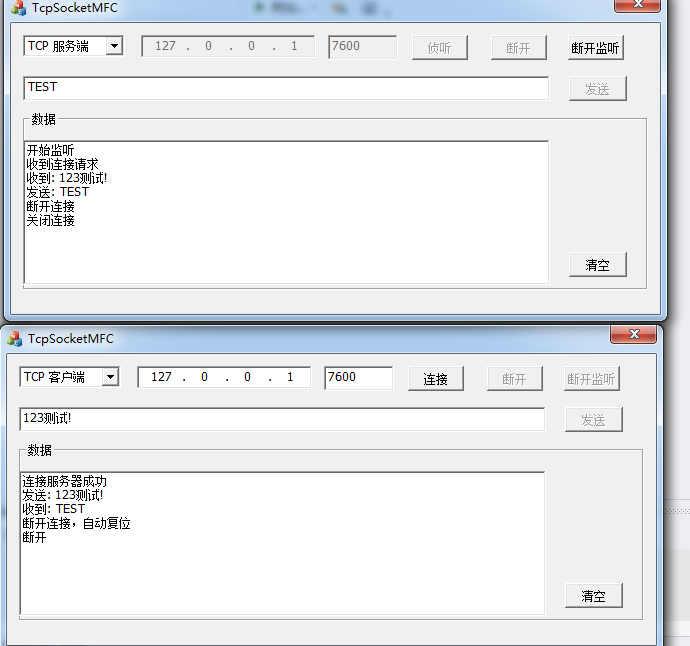 TcpSocketMFC
TCP 服务端 127 . 0 . 0 . 1 7600 侦听 断开 断开监听
TEST 发送
数据
开始监听
收到连接请求
收到: 123测试!
发送: TEST
断开连接
关闭连接
清空
TcpSocketMFC
TCP 客户端 127 . 0 . 0 . 1 7600 连接 断开 断开监听
123测试! 发送
数据
连接服务器成功
发送: 123测试!
收到: TEST
断开连接，自动复位
断开
清空